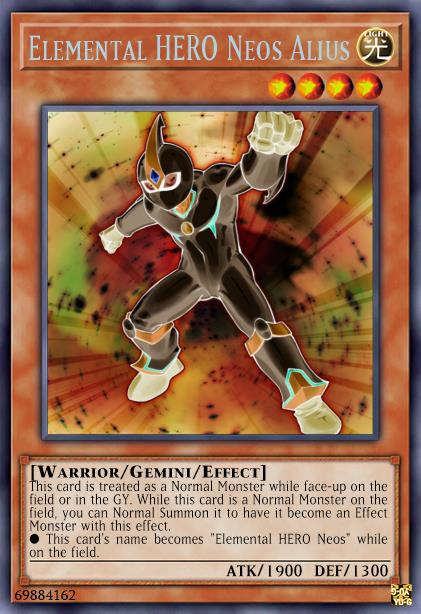 Elemental HERO Neos Alius
LIGHT
光
[Warrior/Gemini/Effect]
This card is treated as a Normal Monster while face-up on the
field or in the GY. While this card is a Normal Monster on the
field, you can Normal Summon it to have it become an Effect
Monster with this effect.
● This card's name becomes "Elemental HERO Neos" while
on the field.
ATK/1900 DEF/1300
69884162